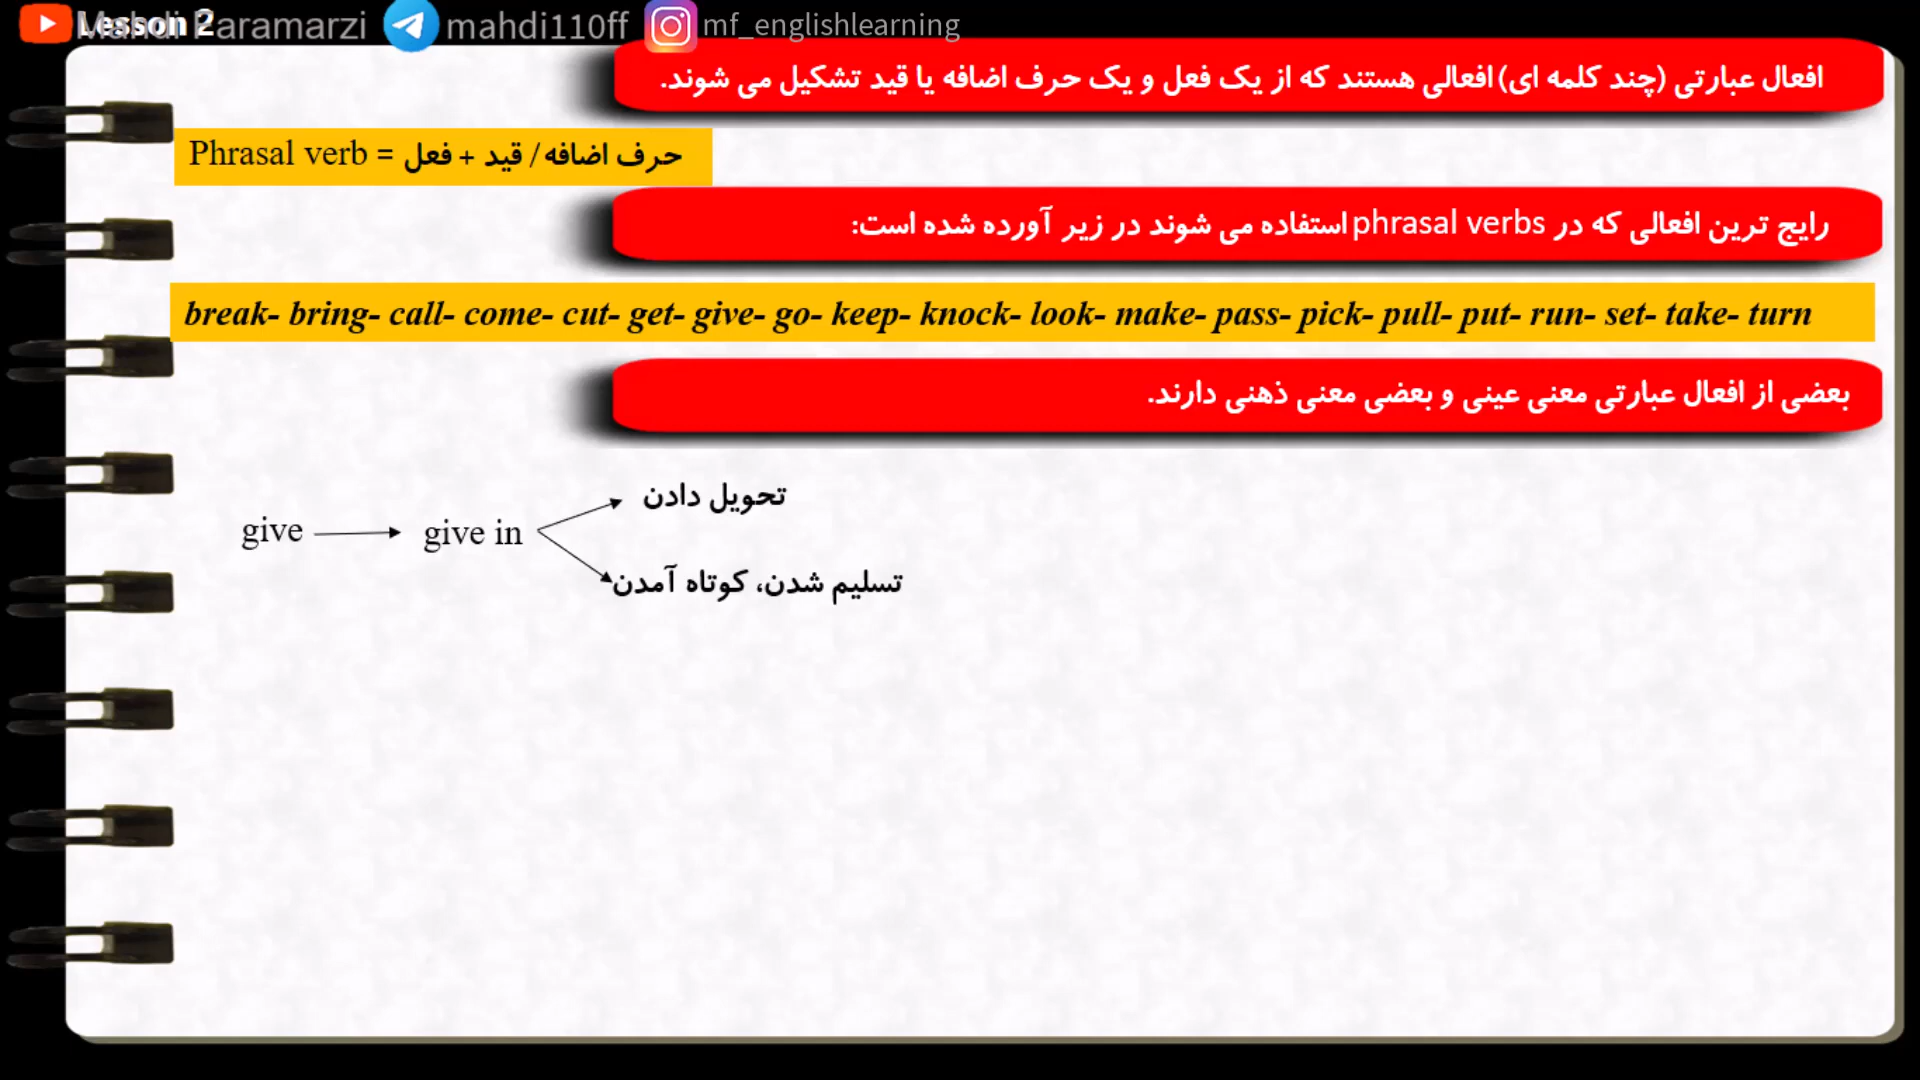 Lesson 2
Mahdi Faramarzi mahdi110ff mf_englishlearning
افعال عبارتی (چند کلمه ای) افعالی هستند که از یک فعل و یک حرف اضافه یا قید تشکیل می شوند.
Phrasal verb = فعل + قید / حرف اضافه
رایج ترین افعالی که در phrasal verbs استفاده می شوند در زیر آورده شده است:
break- bring- call- come- cut- get- give- go- keep- knock- look- make- pass- pick- pull- put- run- set- take- turn
بعضی از افعال عبارتی معنی عینی و بعضی معنی ذهنی دارند.
تحویل دادن
give give in
تسلیم شدن، کوتاه آمدن